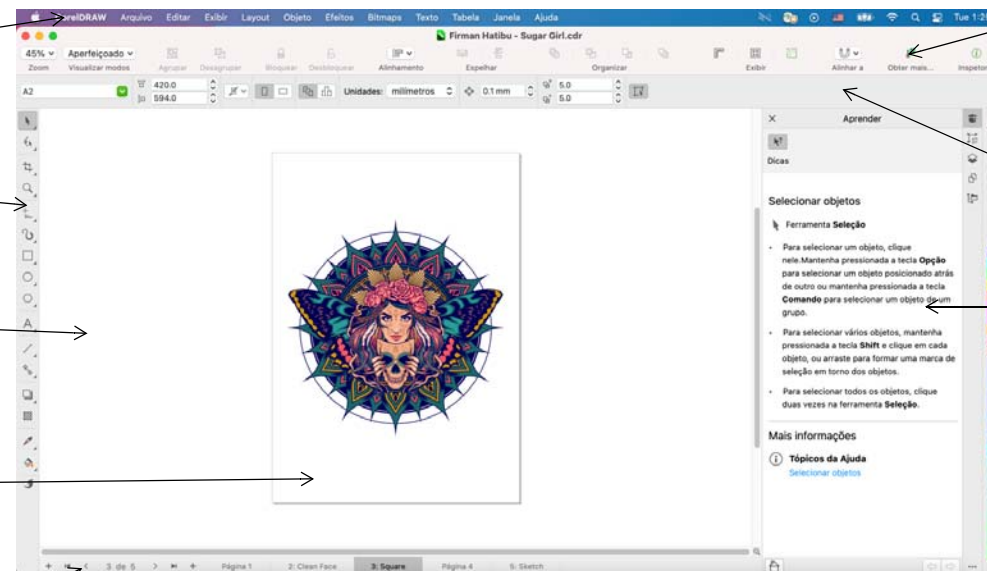 CorelDRAW Arquivo Editar Exibir Layout Objeto Efeitos Bitmaps Texto Tabela Janela Ajuda
Firman Hatibu - Sugar Girl.cdr
45% Aperfeiçoado
Zoom Visualizar modos Agrupar Desagrupar Bloquear Desbloquear Alinhamento Espelhar Organizar Exibir Alinhar a Obter mais... Inspetor
A2 420.0 594.0 Unidades: milímetros 0.1 mm 5.0 5.0
Aprender
Dicas
Selecionar objetos
Ferramenta Seleção
• Para selecionar um objeto, clique
nele.Mantenha pressionada a tecla Opção
para selecionar um objeto posicionado atrás
de outro ou mantenha pressionada a tecla
Comando para selecionar um objeto de um
grupo.
• Para selecionar vários objetos, mantenha
pressionada a tecla Shift e clique em cada
objeto, ou arraste para formar uma marca de
seleção em torno dos objetos.
• Para selecionar todos os objetos, clique
duas vezes na ferramenta Seleção.
Mais informações
Tópicos da Ajuda
Selecionar objetos
3 de 5 Página 1 2: Clean Face 3: Square Página 4 5: Sketch